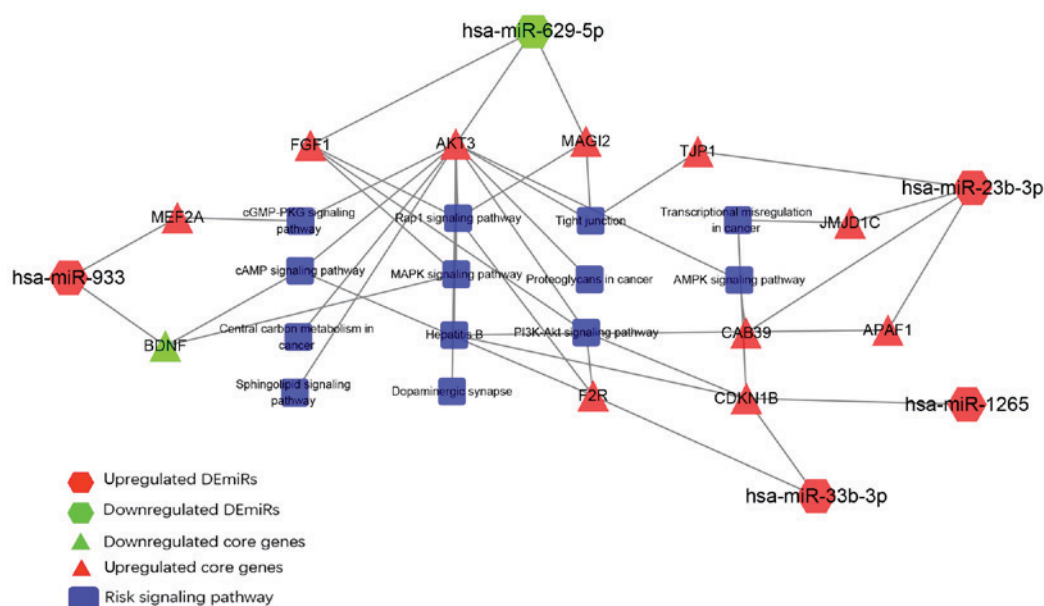 hsa-miR-629-5p
FGF1
AKT3
MAGI2
TJP1
hsa-miR-23b-3p
MEF2A
cGMP-PKG signaling
pathway
Rap1 signaling pathway
Tight junction
Transcriptional misregulation
in cancer
JMJD1C
hsa-miR-933
cAMP signaling pathway
MAPK signaling pathway
Proteoglycans in cancer
AMPK signaling pathway
BDNF
Central carbon metabolism in
cancer
Hepatitis B
PI3K-Akt signaling pathway
CAB39
APAF1
Sphingolipid signaling
pathway
Dopaminergic synapse
F2R
CDKN1B
hsa-miR-1265
hsa-miR-33b-3p
Upregulated DEmiRs
Downregulated DEmiRs
Downregulated core genes
Upregulated core genes
Risk signaling pathway